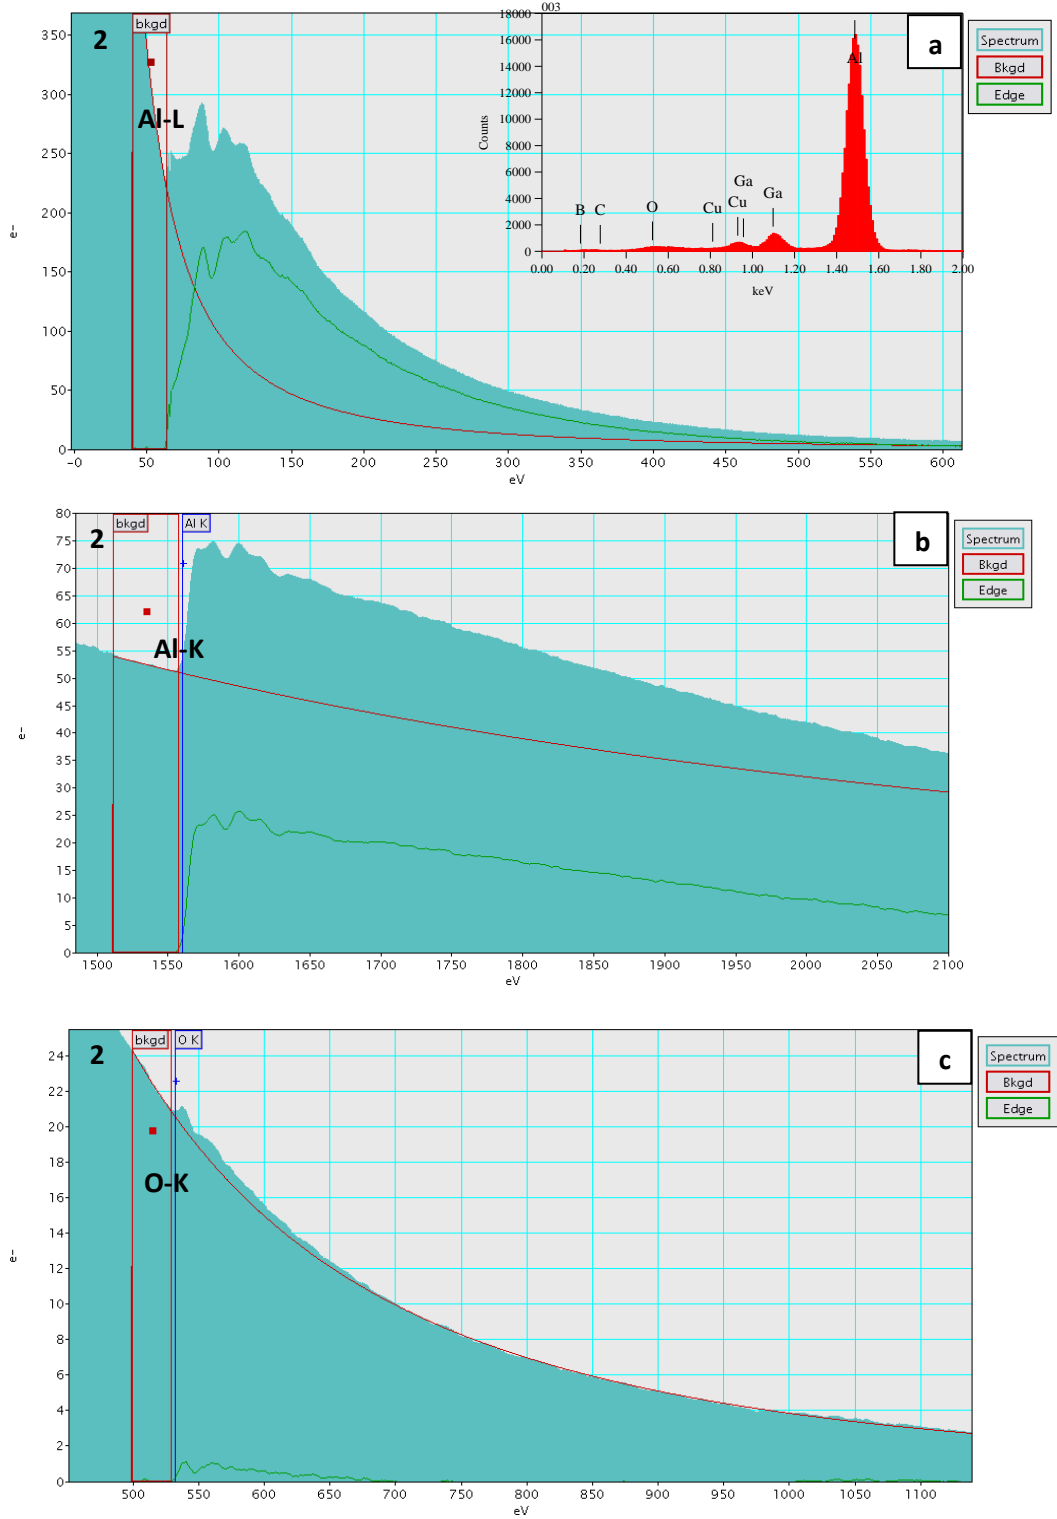 2
bkgd
Al-L
350
300
250
200
150
100
50
0
e-
-0 50 100 150 200 250 300 350 400 450 500 550 600
eV
003
18000
16000
14000
12000
10000
8000
6000
4000
2000
0
Counts
B C O Cu Cu Ga Ga Al
0.00 0.20 0.40 0.60 0.80 1.00 1.20 1.40 1.60 1.80 2.00
keV
a
Spectrum
Bkgd
Edge
2
bkgd
Al K
Al-K
80
75
70
65
60
55
50
45
40
35
30
25
20
15
10
5
0
e-
1500 1550 1600 1650 1700 1750 1800 1850 1900 1950 2000 2050 2100
eV
b
Spectrum
Bkgd
Edge
2
bkgd
O K
O-K
24
22
20
18
16
14
12
10
8
6
4
2
0
e-
500 550 600 650 700 750 800 850 900 950 1000 1050 1100
eV
c
Spectrum
Bkgd
Edge